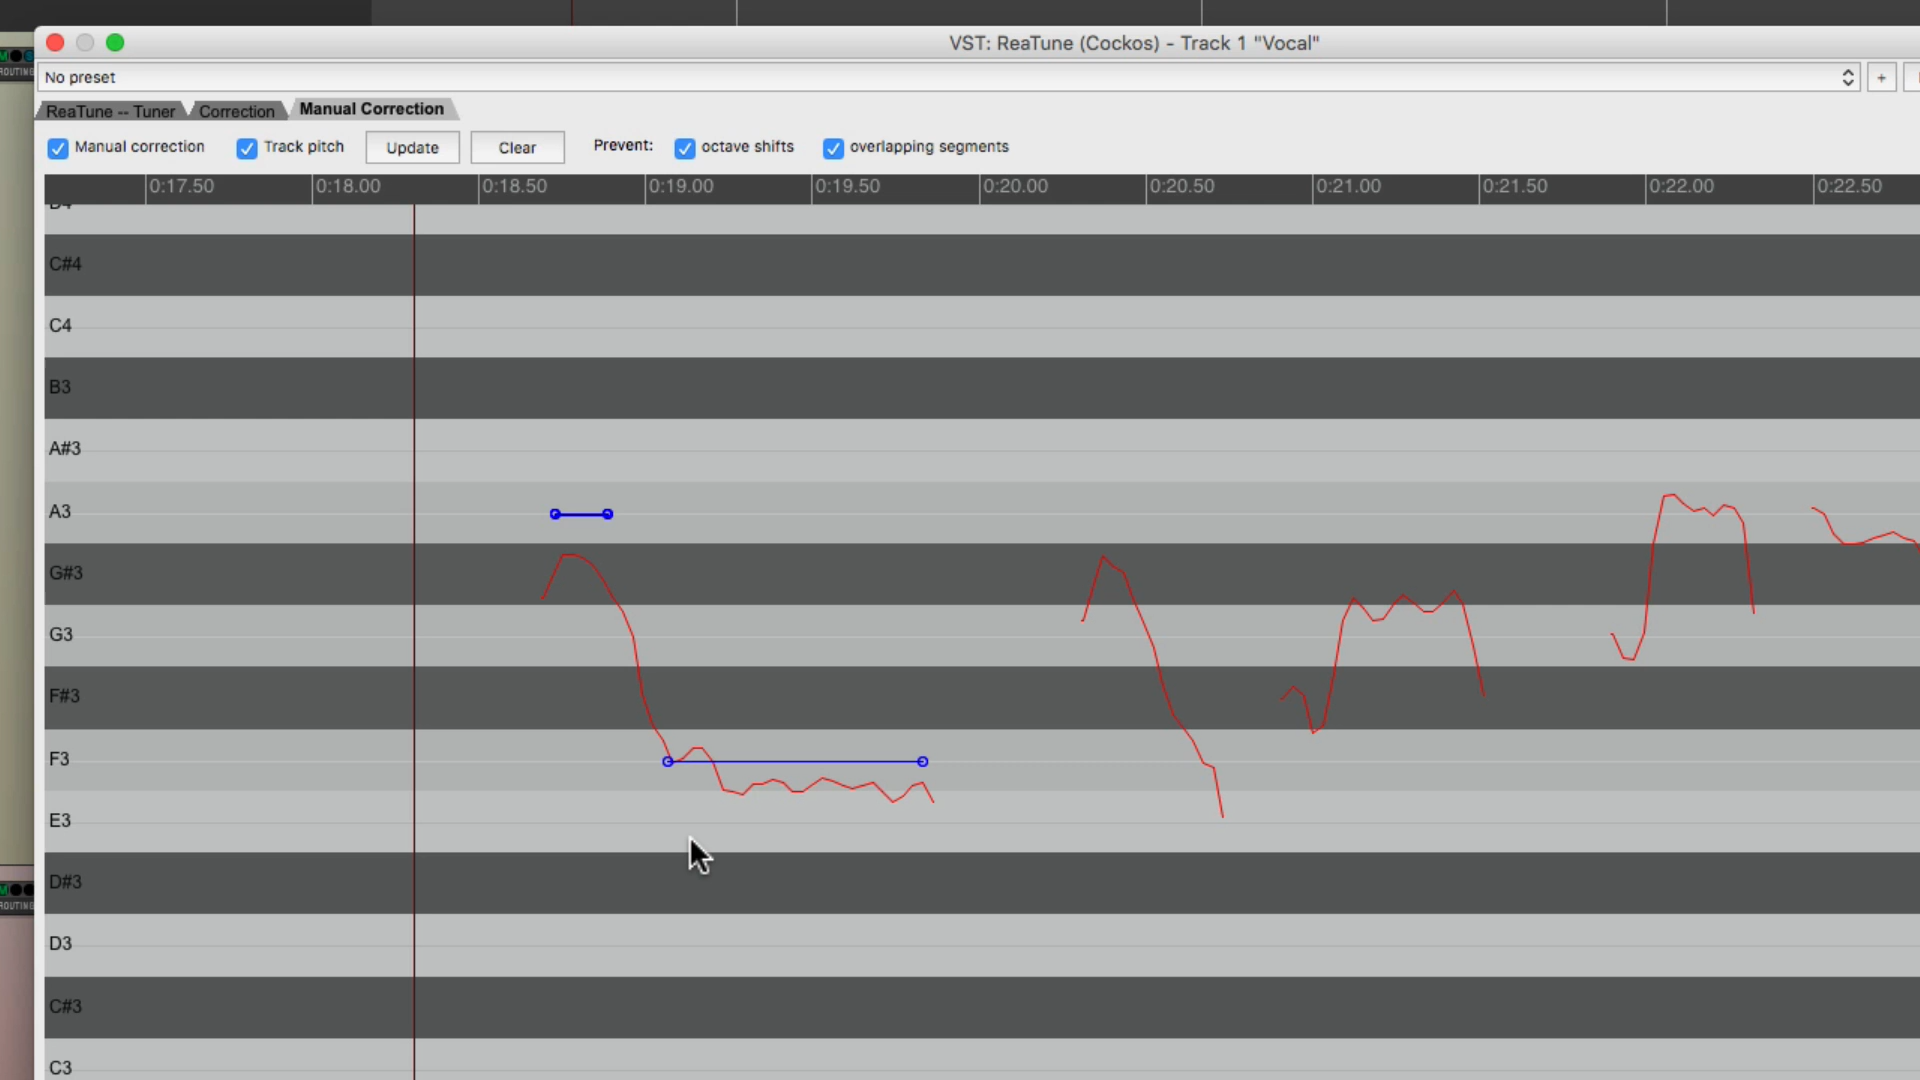 VST: ReaTune (Cockos) - Track 1 "Vocal"
ROUTING
No preset
+
ReaTune -- Tuner Correction Manual Correction
Manual correction Track pitch Update Clear Prevent: octave shifts overlapping segments
0:17.50 0:18.00 0:18.50 0:19.00 0:19.50 0:20.00 0:20.50 0:21.00 0:21.50 0:22.00 0:22.50
D4
C#4
C4
B3
A#3
A3
G#3
G3
F#3
F3
E3
D#3
ROUTING
D3
C#3
C3